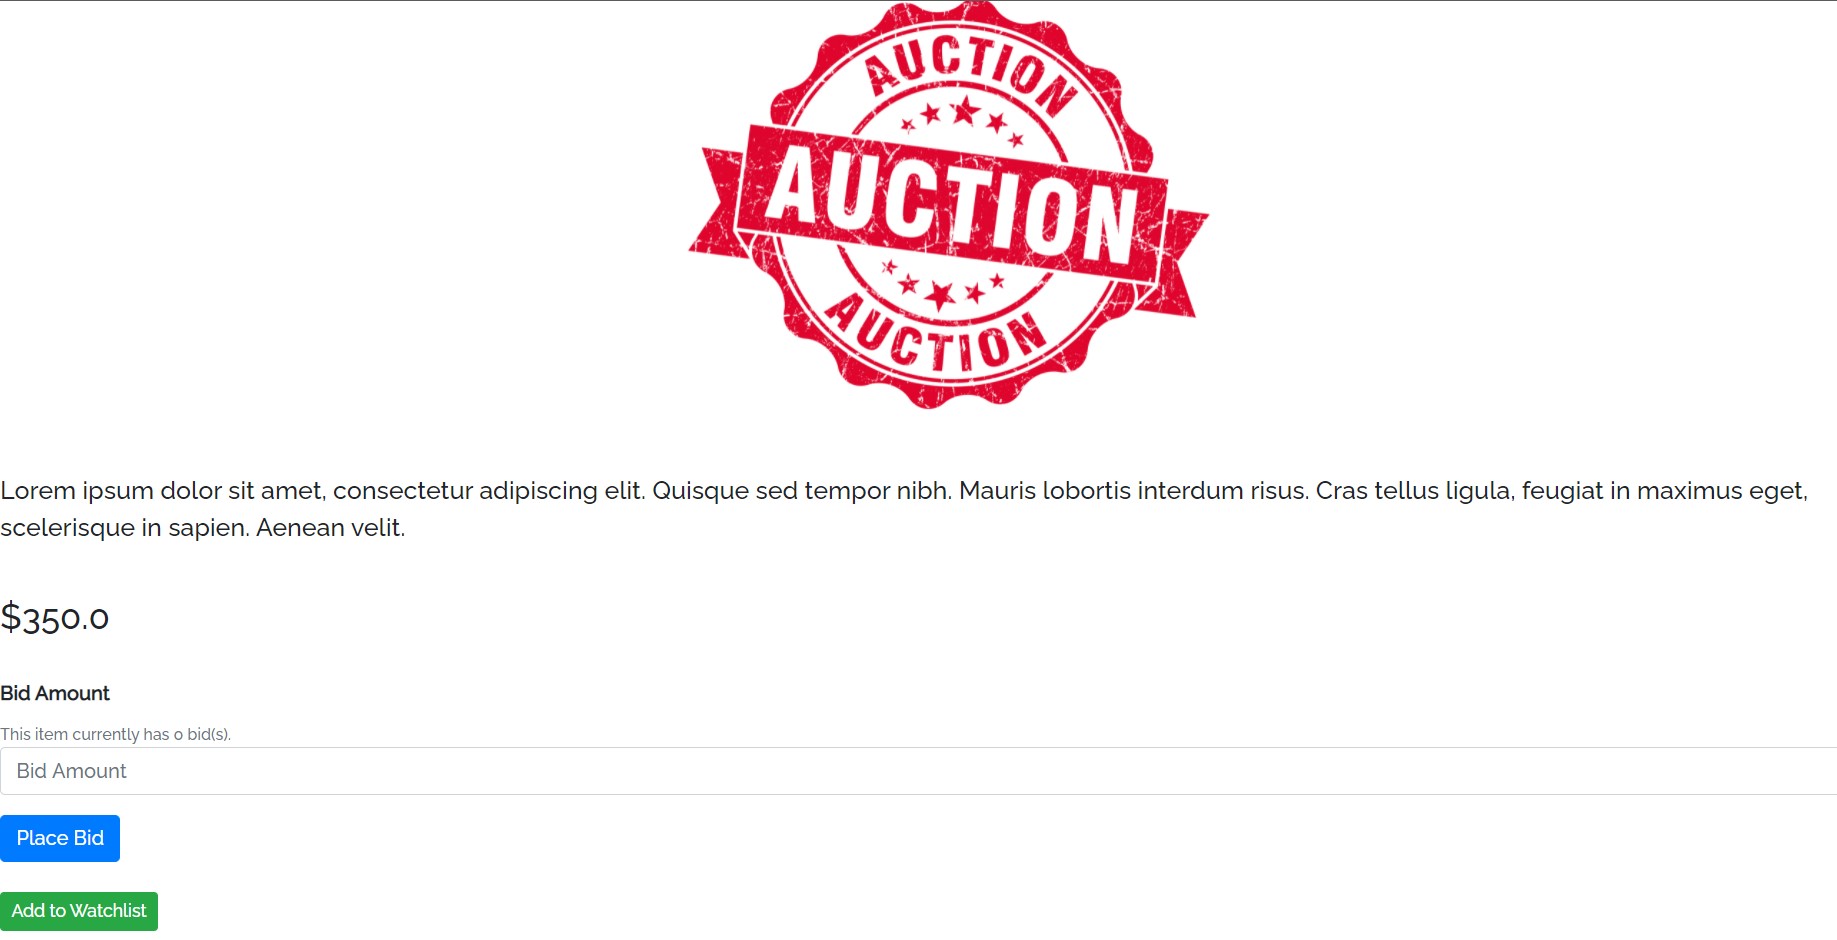 AUCTION
AUCTION
AUCTION
Lorem ipsum dolor sit amet, consectetur adipiscing elit. Quisque sed tempor nibh. Mauris lobortis interdum risus. Cras tellus ligula, feugiat in maximus eget,
scelerisque in sapien. Aenean velit.
$350.0
Bid Amount
This item currently has 0 bid(s).
Bid Amount
Place Bid
Add to Watchlist